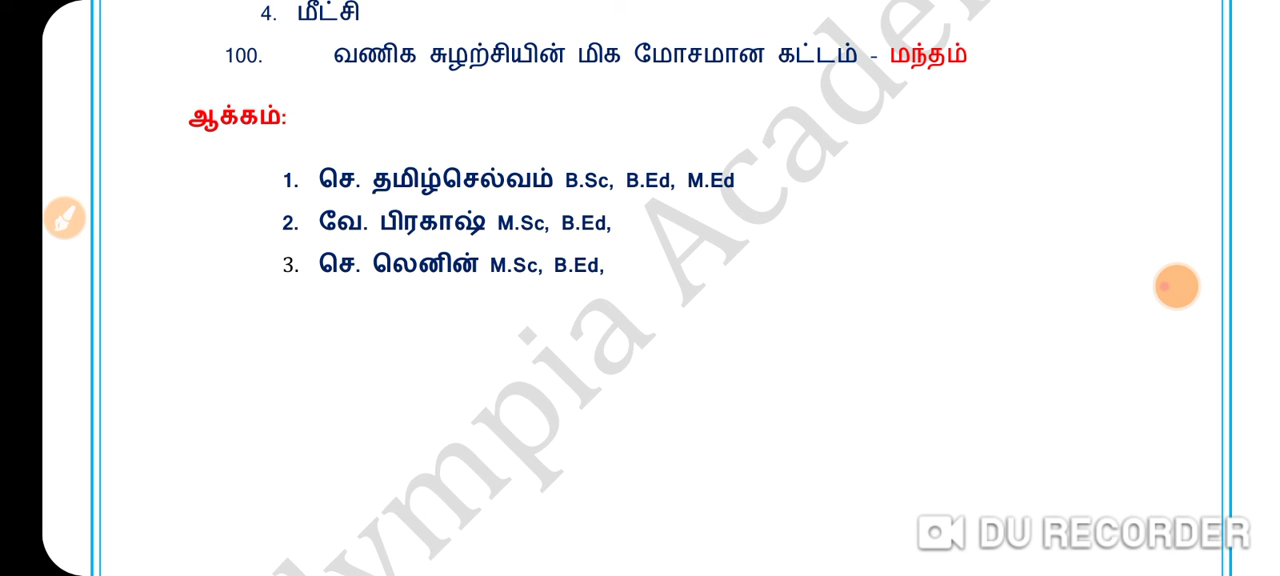 4. மீட்சி
100. வணிக சுழற்சியின் மிக மோசமான கட்டம் - மந்தம்
ஆக்கம்:
1. செ. தமிழ்செல்வம் B.Sc, B.Ed, M.Ed
2. வே. பிரகாஷ் M.Sc, B.Ed,
3. செ. லெனின் M.Sc, B.Ed,
DU RECORDER